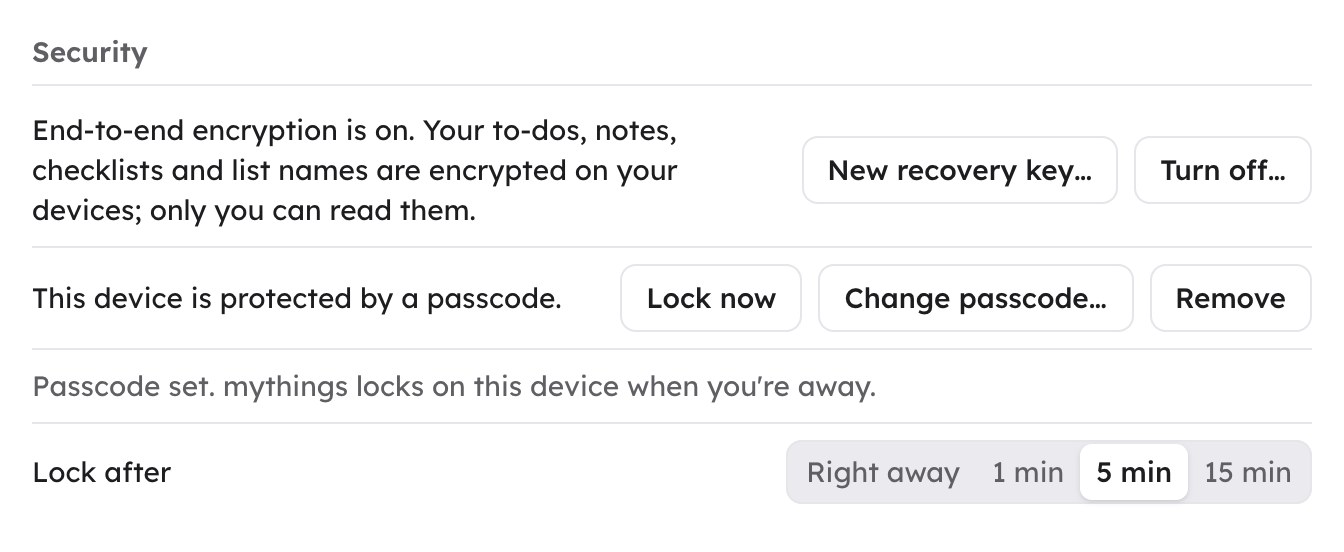 Security
End-to-end encryption is on. Your to-dos, notes,
checklists and list names are encrypted on your
devices; only you can read them.
New recovery key…
Turn off…
This device is protected by a passcode.
Lock now
Change passcode…
Remove
Passcode set. mythings locks on this device when you're away.
Lock after
Right away
1 min
5 min
15 min